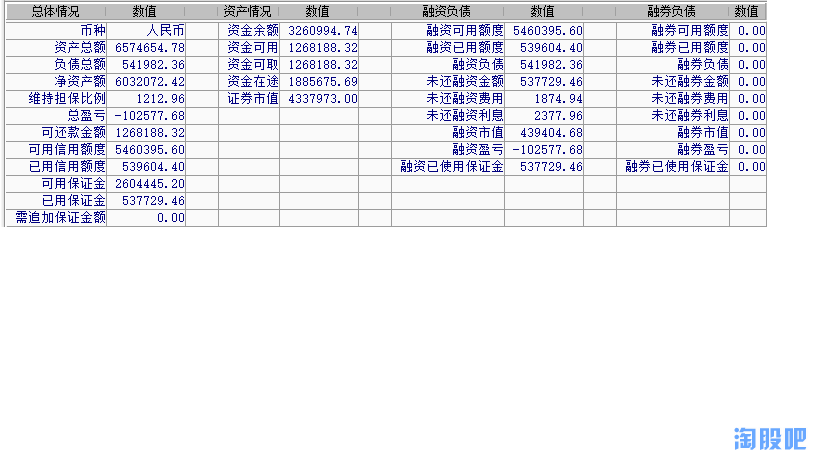 总体情况 数值 资产情况 数值 融资负债 数值 融券负债 数值
币种 人民币 资金余额 3260994.74 融资可用额度 5460395.60 融券可用额度 0.00
资产总额 6574654.78 资金可用 1268188.32 融资已用额度 539604.40 融券已用额度 0.00
负债总额 541982.36 资金可取 1268188.32 融资负债 541982.36 融券负债 0.00
净资产额 6032072.42 资金在途 1885675.69 未还融资金额 537729.46 未还融券金额 0.00
维持担保比例 1212.96 证券市值 4337973.00 未还融资费用 1874.94 未还融券费用 0.00
总盈亏 -102577.68 未还融资利息 2377.96 未还融券利息 0.00
可还款金额 1268188.32 融资市值 439404.68 融券市值 0.00
可用信用额度 5460395.60 融资盈亏 -102577.68 融券盈亏 0.00
已用信用额度 539604.40 融资已使用保证金 537729.46 融券已使用保证金 0.00
可用保证金 2604445.20
已用保证金 537729.46
需追加保证金额 0.00
淘股吧